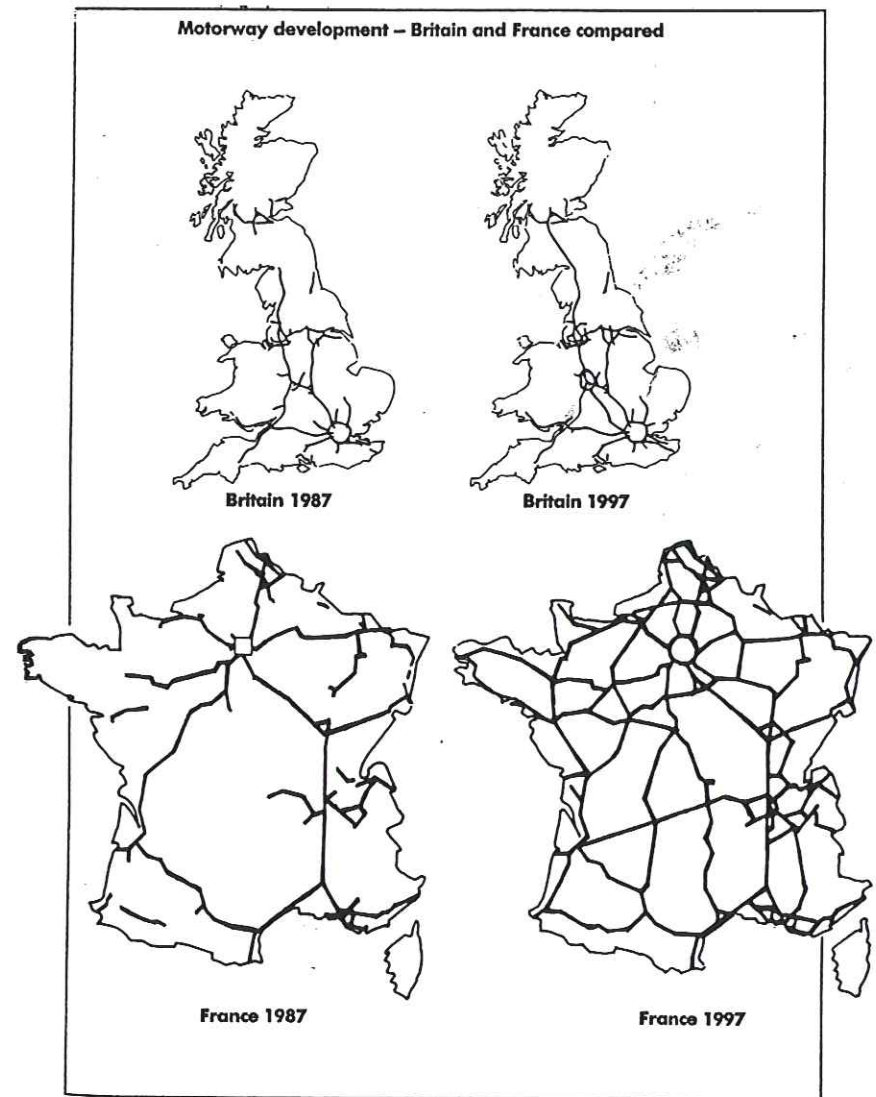 Motorway development – Britain and France compared
Britain 1987
Britain 1997
France 1987
France 1997